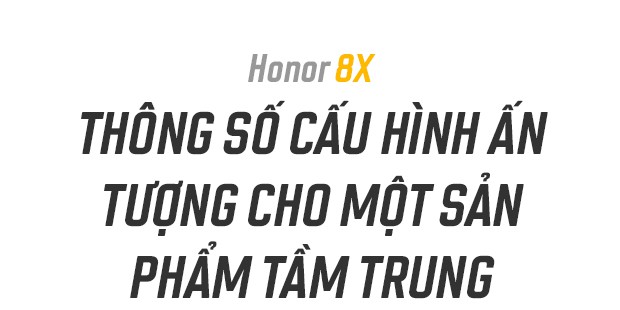 Honor 8X
THÔNG SỐ CẤU HÌNH ẤN
TƯỢNG CHO MỘT SẢN
PHẨM TẦM TRUNG